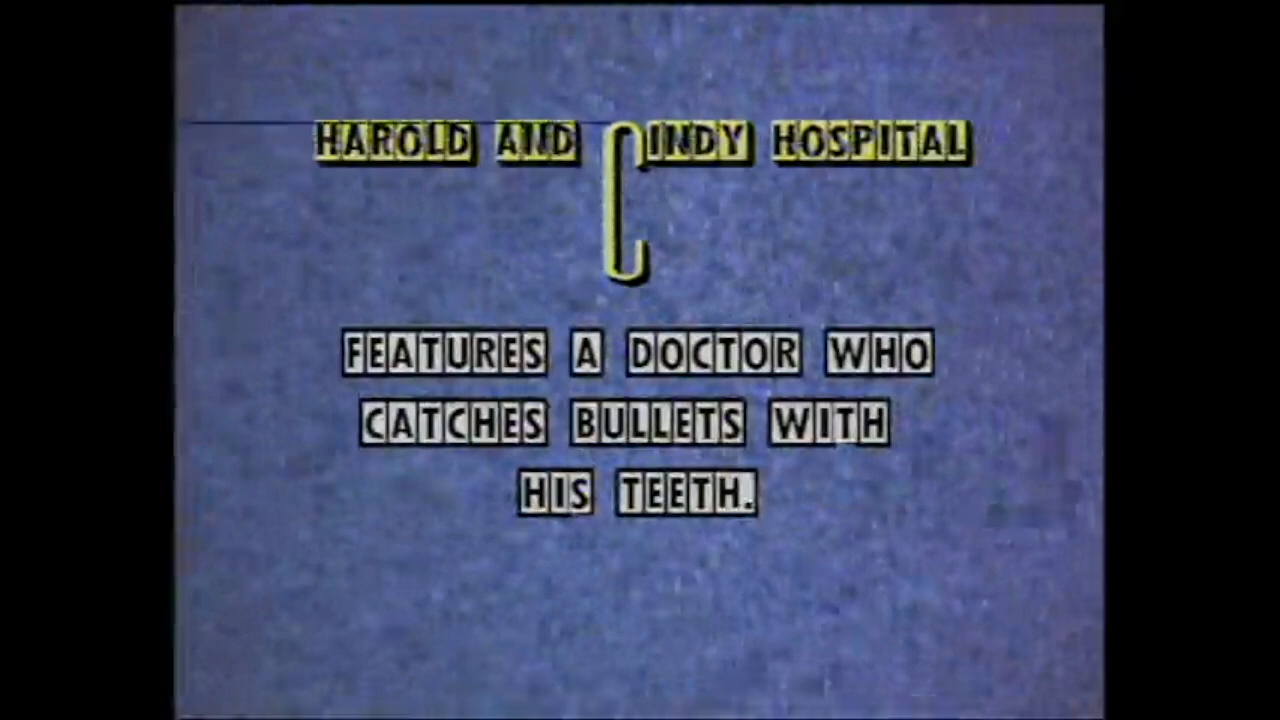 HAROLD AND CINDY HOSPITAL
FEATURES A DOCTOR WHO
CATCHES BULLETS WITH
HIS TEETH.